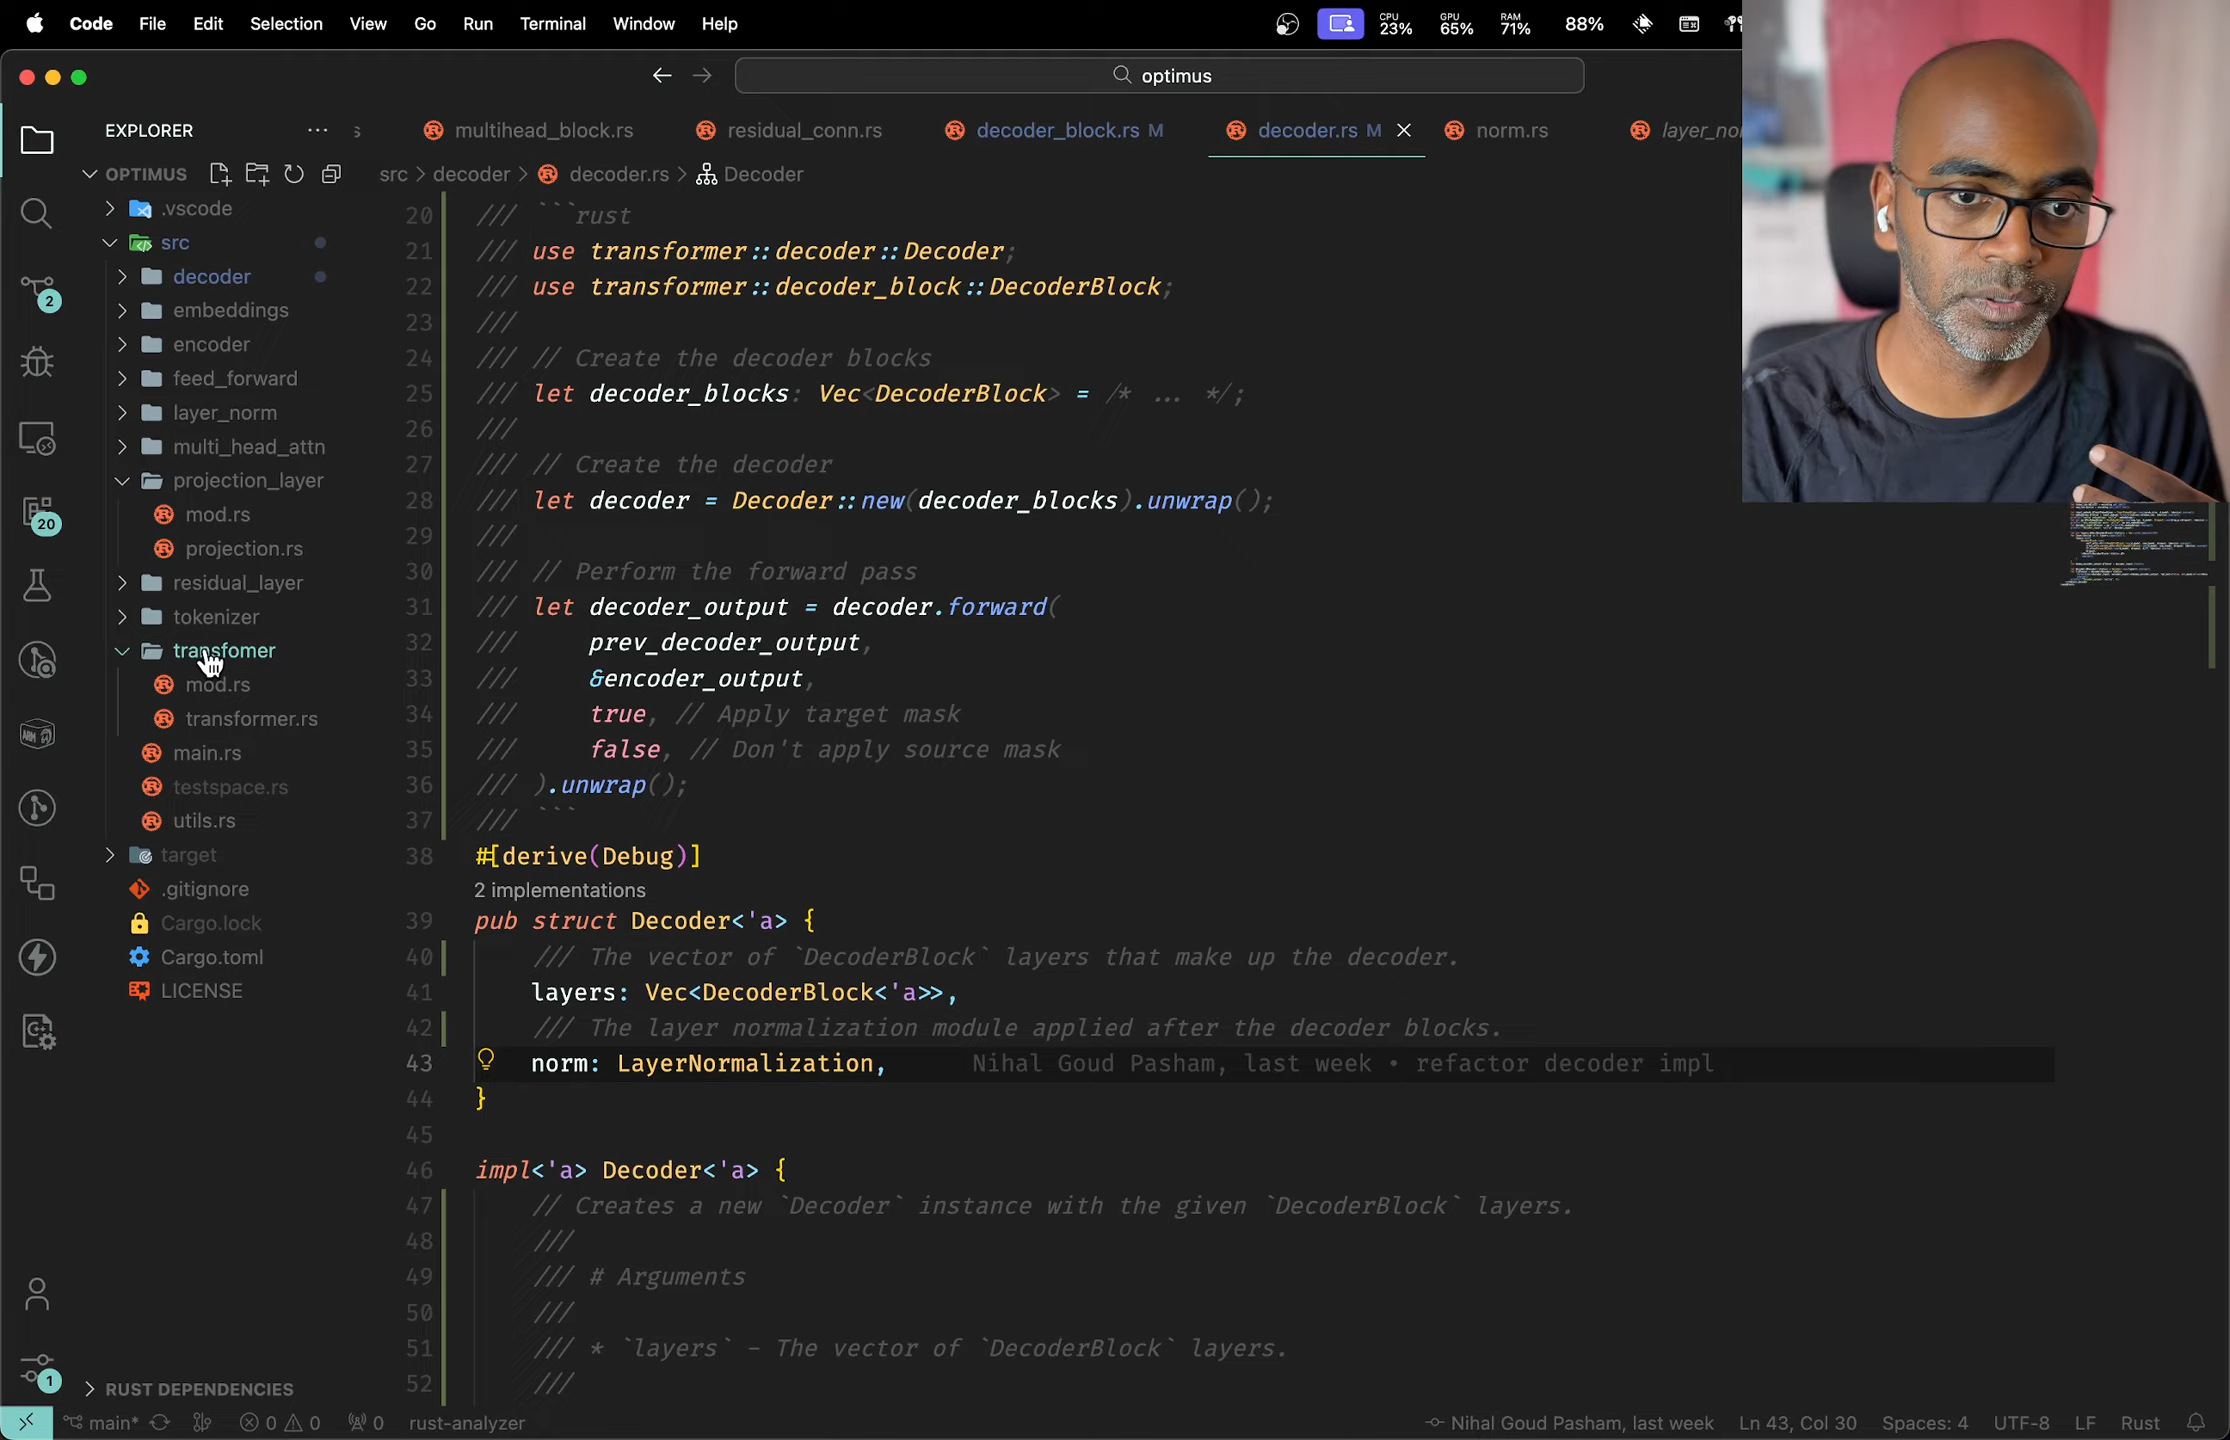 Code File Edit Selection View Go Run Terminal Window Help
CPU 23% GPU 65% RAM 71% 88%
optimus
EXPLORER
s multihead_block.rs residual_conn.rs decoder_block.rs M decoder.rs M norm.rs
OPTIMUS
src > decoder > decoder.rs > Decoder
.vscode
src
decoder
embeddings
encoder
feed_forward
layer_norm
multi_head_attn
projection_layer
mod.rs
projection.rs
residual_layer
tokenizer
transfomer
mod.rs
transformer.rs
main.rs
testspace.rs
utils.rs
target
.gitignore
Cargo.lock
Cargo.toml
LICENSE
RUST DEPENDENCIES
2
20
ARM
1
20 /// ```rust
21 /// use transformer::decoder::Decoder;
22 /// use transformer::decoder_block::DecoderBlock;
23 ///
24 /// // Create the decoder blocks
25 /// let decoder_blocks: Vec<DecoderBlock> = /* ... */;
26 ///
27 /// // Create the decoder
28 /// let decoder = Decoder::new(decoder_blocks).unwrap();
29 ///
30 /// // Perform the forward pass
31 /// let decoder_output = decoder.forward(
32 /// prev_decoder_output,
33 /// &encoder_output,
34 /// true, // Apply target mask
35 /// false, // Don't apply source mask
36 /// ).unwrap();
37 /// ```
38 #[derive(Debug)]
2 implementations
39 pub struct Decoder<'a> {
40 /// The vector of `DecoderBlock` layers that make up the decoder.
41 layers: Vec<DecoderBlock<'a>>,
42 /// The layer normalization module applied after the decoder blocks.
43 norm: LayerNormalization, Nihal Goud Pasham, last week • refactor decoder impl
44 }
45
46 impl<'a> Decoder<'a> {
47 // Creates a new `Decoder` instance with the given `DecoderBlock` layers.
48 ///
49 /// # Arguments
50 ///
51 /// * `layers` - The vector of `DecoderBlock` layers.
52 ///
main* 0 0 0 rust-analyzer Nihal Goud Pasham, last week Ln 43, Col 30 Spaces: 4 UTF-8 LF Rust